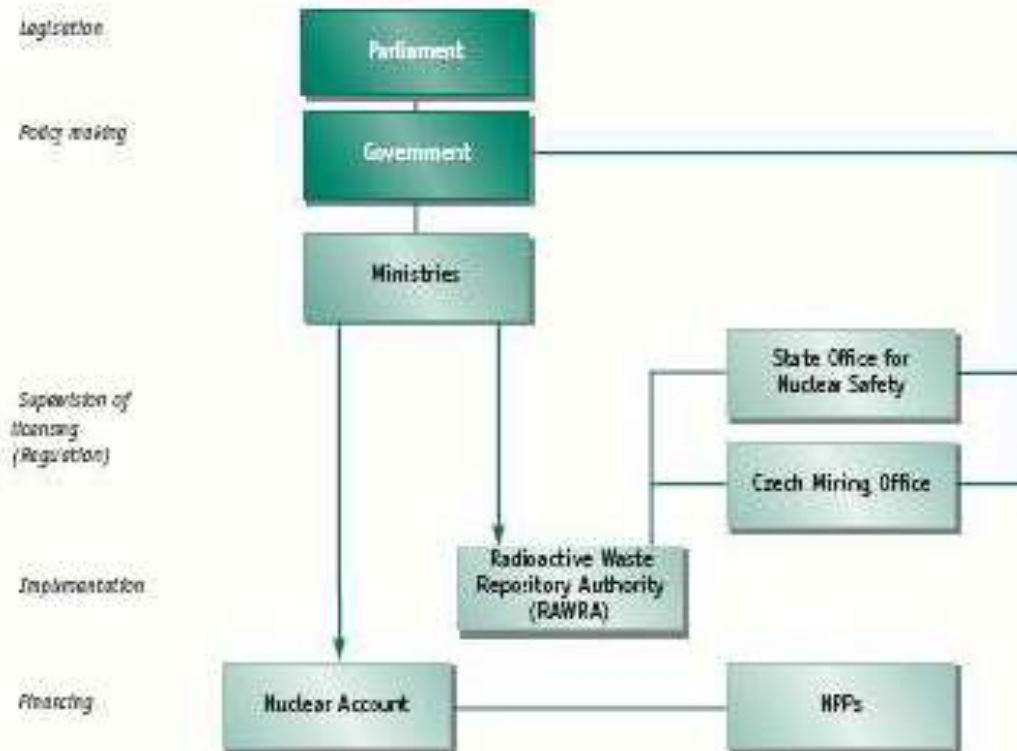 Legislation
Parliament
Policy making
Government
Ministries
State Office for
Nuclear Safety
Supervision of
licensing
(Regulation)
Czech Mining Office
Radioactive Waste
Repository Authority
(RAWRA)
Implementation
Financing
Nuclear Account
NPPs